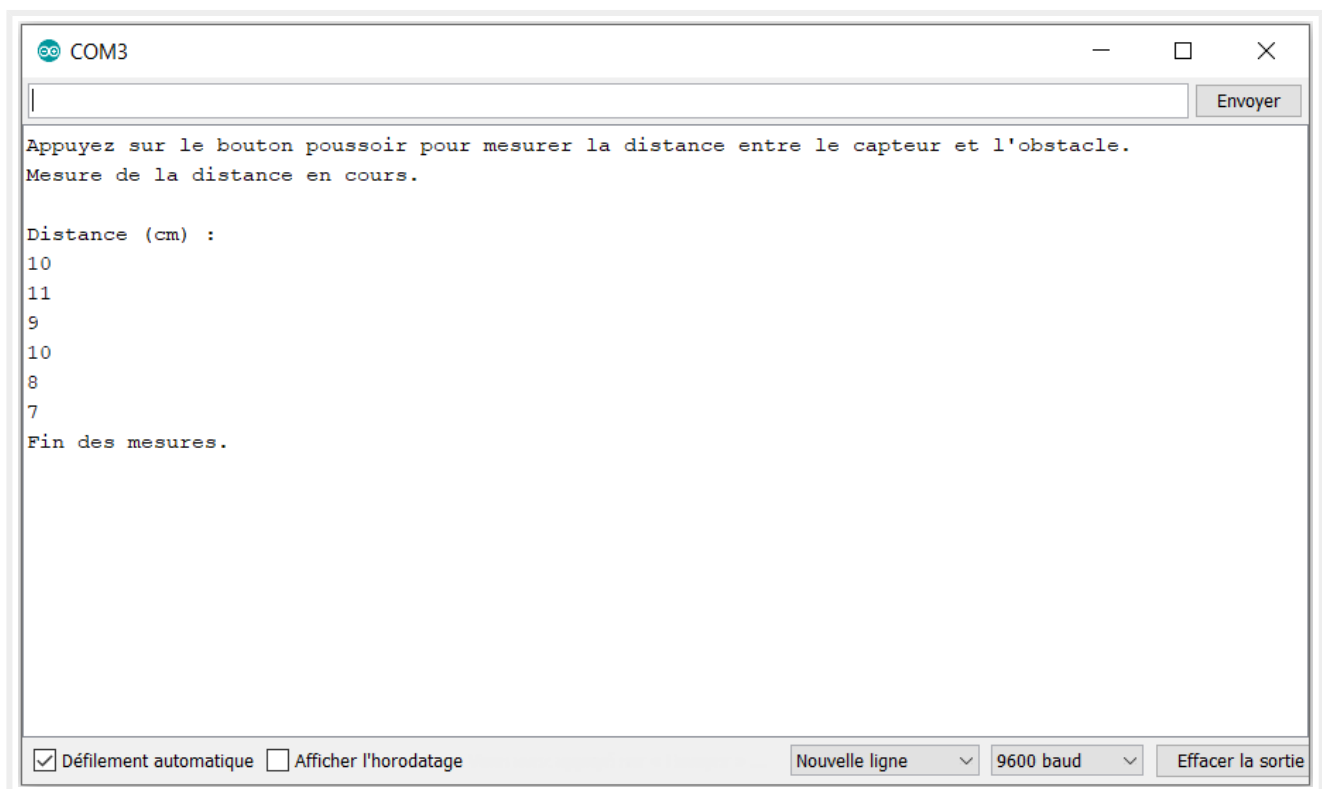 COM3
Envoyer
Appuyez sur le bouton poussoir pour mesurer la distance entre le capteur et l'obstacle.
Mesure de la distance en cours.
Distance (cm) :
10
11
9
10
8
7
Fin des mesures.
Défilement automatique Afficher l'horodatage Nouvelle ligne 9600 baud Effacer la sortie